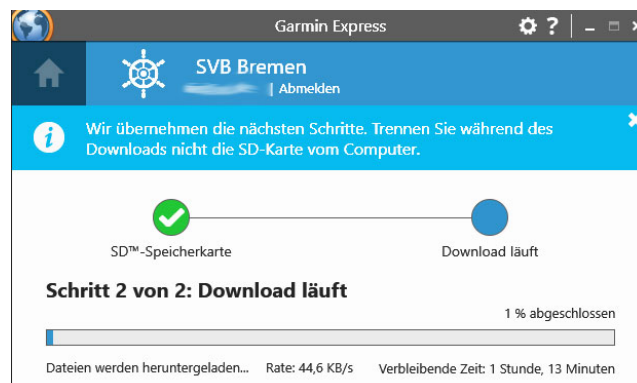 Garmin Express
SVB Bremen
| Abmelden
Wir übernehmen die nächsten Schritte. Trennen Sie während des
Downloads nicht die SD-Karte vom Computer.
SD™-Speicherkarte
Download läuft
Schritt 2 von 2: Download läuft
1 % abgeschlossen
Dateien werden heruntergeladen... Rate: 44,6 KB/s Verbleibende Zeit: 1 Stunde, 13 Minuten